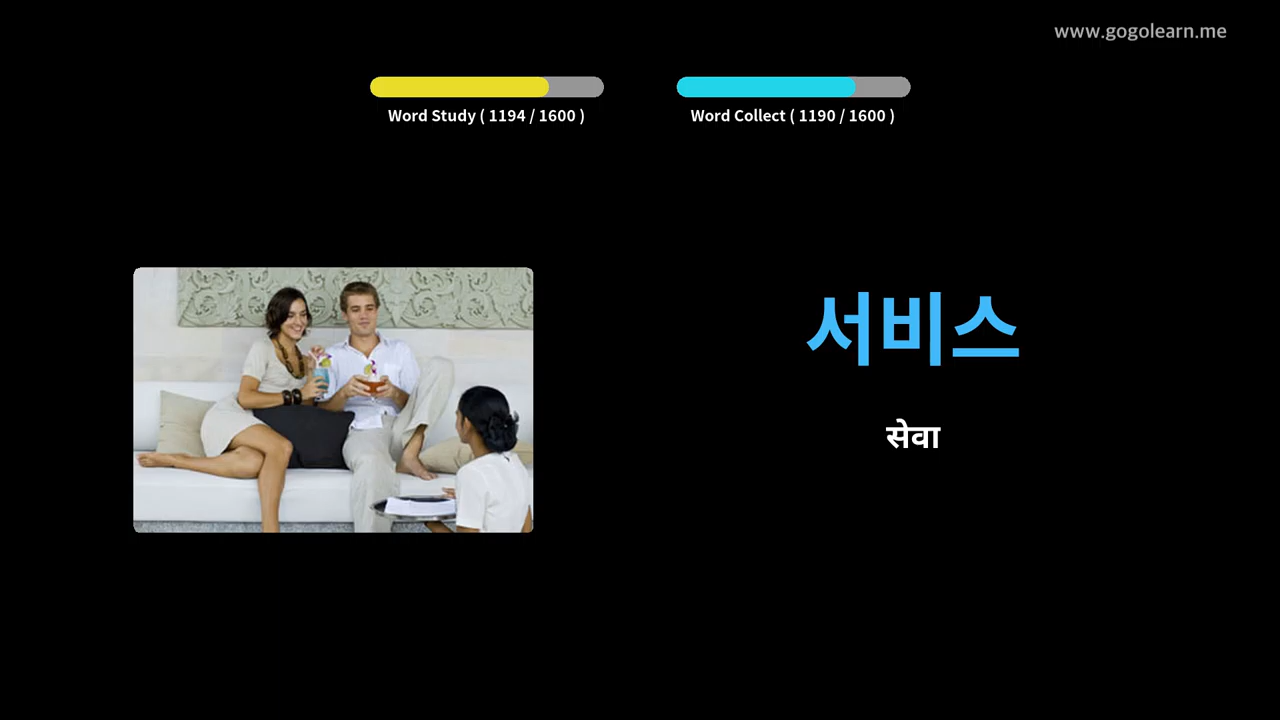 www.gogolearn.me
Word Study ( 1194 / 1600 )
Word Collect ( 1190 / 1600 )
서비스
सेवा